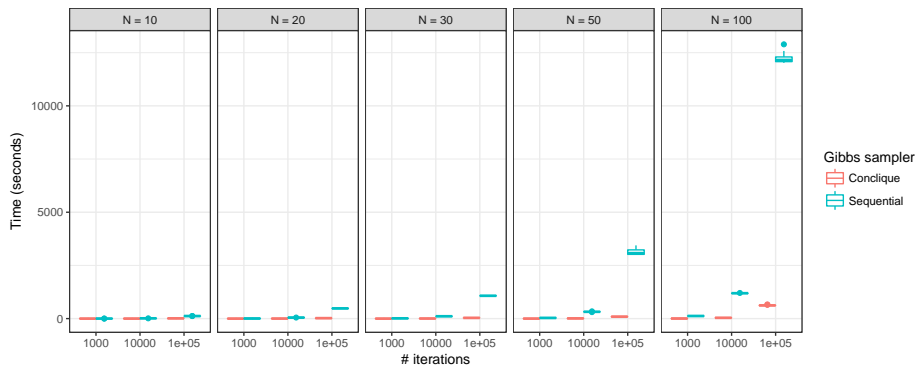 N = 10 N = 20 N = 30 N = 50 N = 100
10000
5000
0
Time (seconds)
1000 10000 1e+05 1000 10000 1e+05 1000 10000 1e+05 1000 10000 1e+05 1000 10000 1e+05
# iterations
Gibbs sampler
Conclique
Sequential